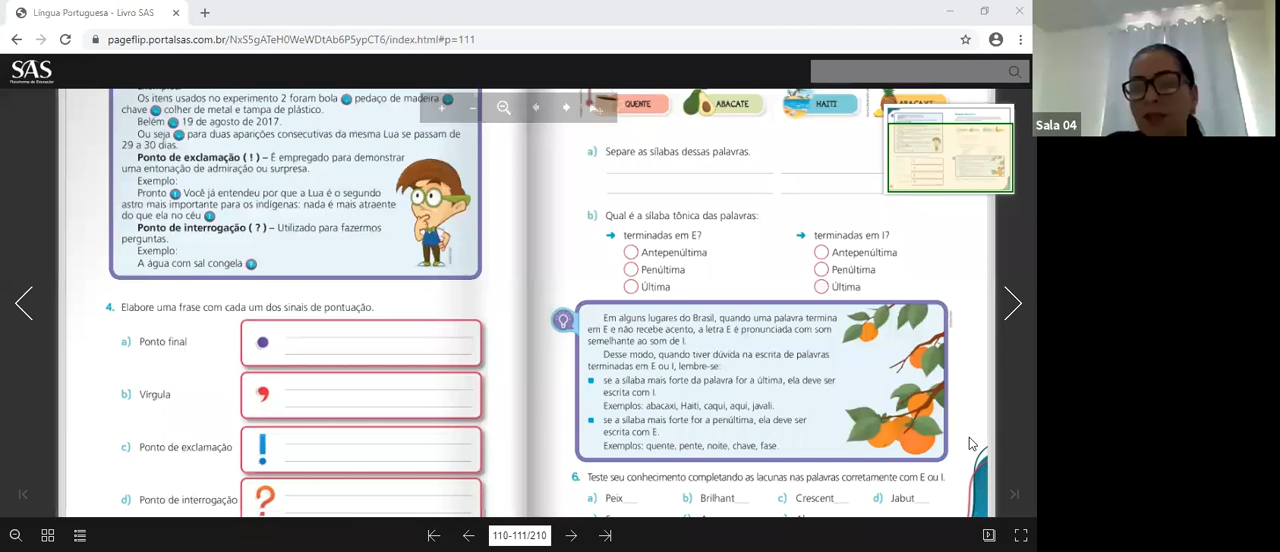 Língua Portuguesa - Livro SAS
pageflip.portalsas.com.br/NxS5gATeH0WeWDtAb6P5ypCT6/index.html#p=111
SAS
Os itens usados no experimento 2 foram bola , pedaço de madeira ,
chave , colher de metal e tampa de plástico.
Belém , 19 de agosto de 2017.
Ou seja , para duas aparições consecutivas da mesma Lua se passam de
29 a 30 dias.
Ponto de exclamação ( ! ) – É empregado para demonstrar
uma entonação de admiração ou surpresa.
Exemplo:
Pronto ! Você já entendeu por que a Lua é o segundo
astro mais importante para os indígenas: nada é mais atraente
do que ela no céu !
Ponto de interrogação ( ? ) – Utilizado para fazermos
perguntas.
Exemplo:
A água com sal congela ?
4. Elabore uma frase com cada um dos sinais de pontuação.
a) Ponto final
b) Vírgula ,
c) Ponto de exclamação !
d) Ponto de interrogação ?
QUENTE ABACATE HAITI ABACAXI
a) Separe as sílabas dessas palavras.
b) Qual é a sílaba tônica das palavras:
terminadas em E? terminadas em I?
Antepenúltima Antepenúltima
Penúltima Penúltima
Última Última
Em alguns lugares do Brasil, quando uma palavra termina
em E e não recebe acento, a letra E é pronunciada com som
semelhante ao som de I.
Desse modo, quando tiver dúvida na escrita de palavras
terminadas em E ou I, lembre-se:
se a sílaba mais forte da palavra for a última, ela deve ser
escrita com I.
Exemplos: abacaxi, Haiti, caqui, aqui, javali.
se a sílaba mais forte for a penúltima, ela deve ser
escrita com E.
Exemplos: quente, pente, noite, chave, fase.
6. Teste seu conhecimento completando as lacunas nas palavras corretamente com E ou I.
a) Peix___ b) Brilhant___ c) Crescent___ d) Jabut___
110-111/210
Sala 04